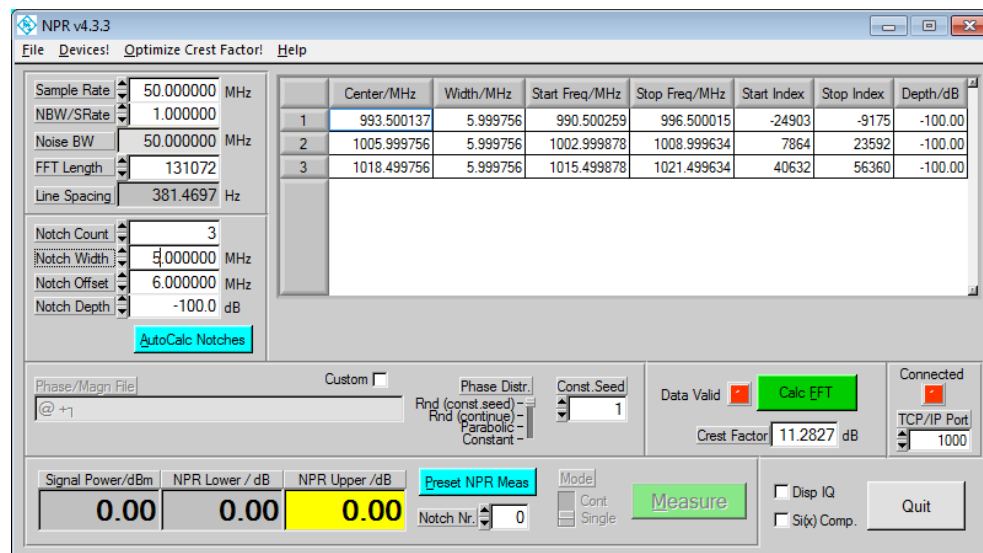 NPR v4.3.3
File Devices! Optimize Crest Factor! Help
Sample Rate 50.000000 MHz
NBW/SRate 1.000000
Noise BW 50.000000 MHz
FFT Length 131072
Line Spacing 381.4697 Hz
Center/MHz Width/MHz Start Freq/MHz Stop Freq/MHz Start Index Stop Index Depth/dB
1 993.500137 5.999756 990.500259 996.500015 -24903 -9175 -100.00
2 1005.999756 5.999756 1002.999878 1008.999634 7864 23592 -100.00
3 1018.499756 5.999756 1015.499878 1021.499634 40632 56360 -100.00
Notch Count 3
Notch Width 5.000000 MHz
Notch Offset 6.000000 MHz
Notch Depth -100.0 dB
AutoCalc Notches
Phase/Magn File
Custom
Phase Distr.
Rnd (const.seed)
Rnd (continue)
Parabolic
Constant
Const.Seed
1
Data Valid
Calc EFT
Crest Factor 11.2827 dB
Connected
TCP/IP Port
1000
Signal Power/dBm NPR Lower / dB NPR Upper /dB
0.00 0.00 0.00
Preset NPR Meas
Notch Nr. 0
Mode
Cont
Single
Measure
Disp IQ
Si(x) Comp.
Quit